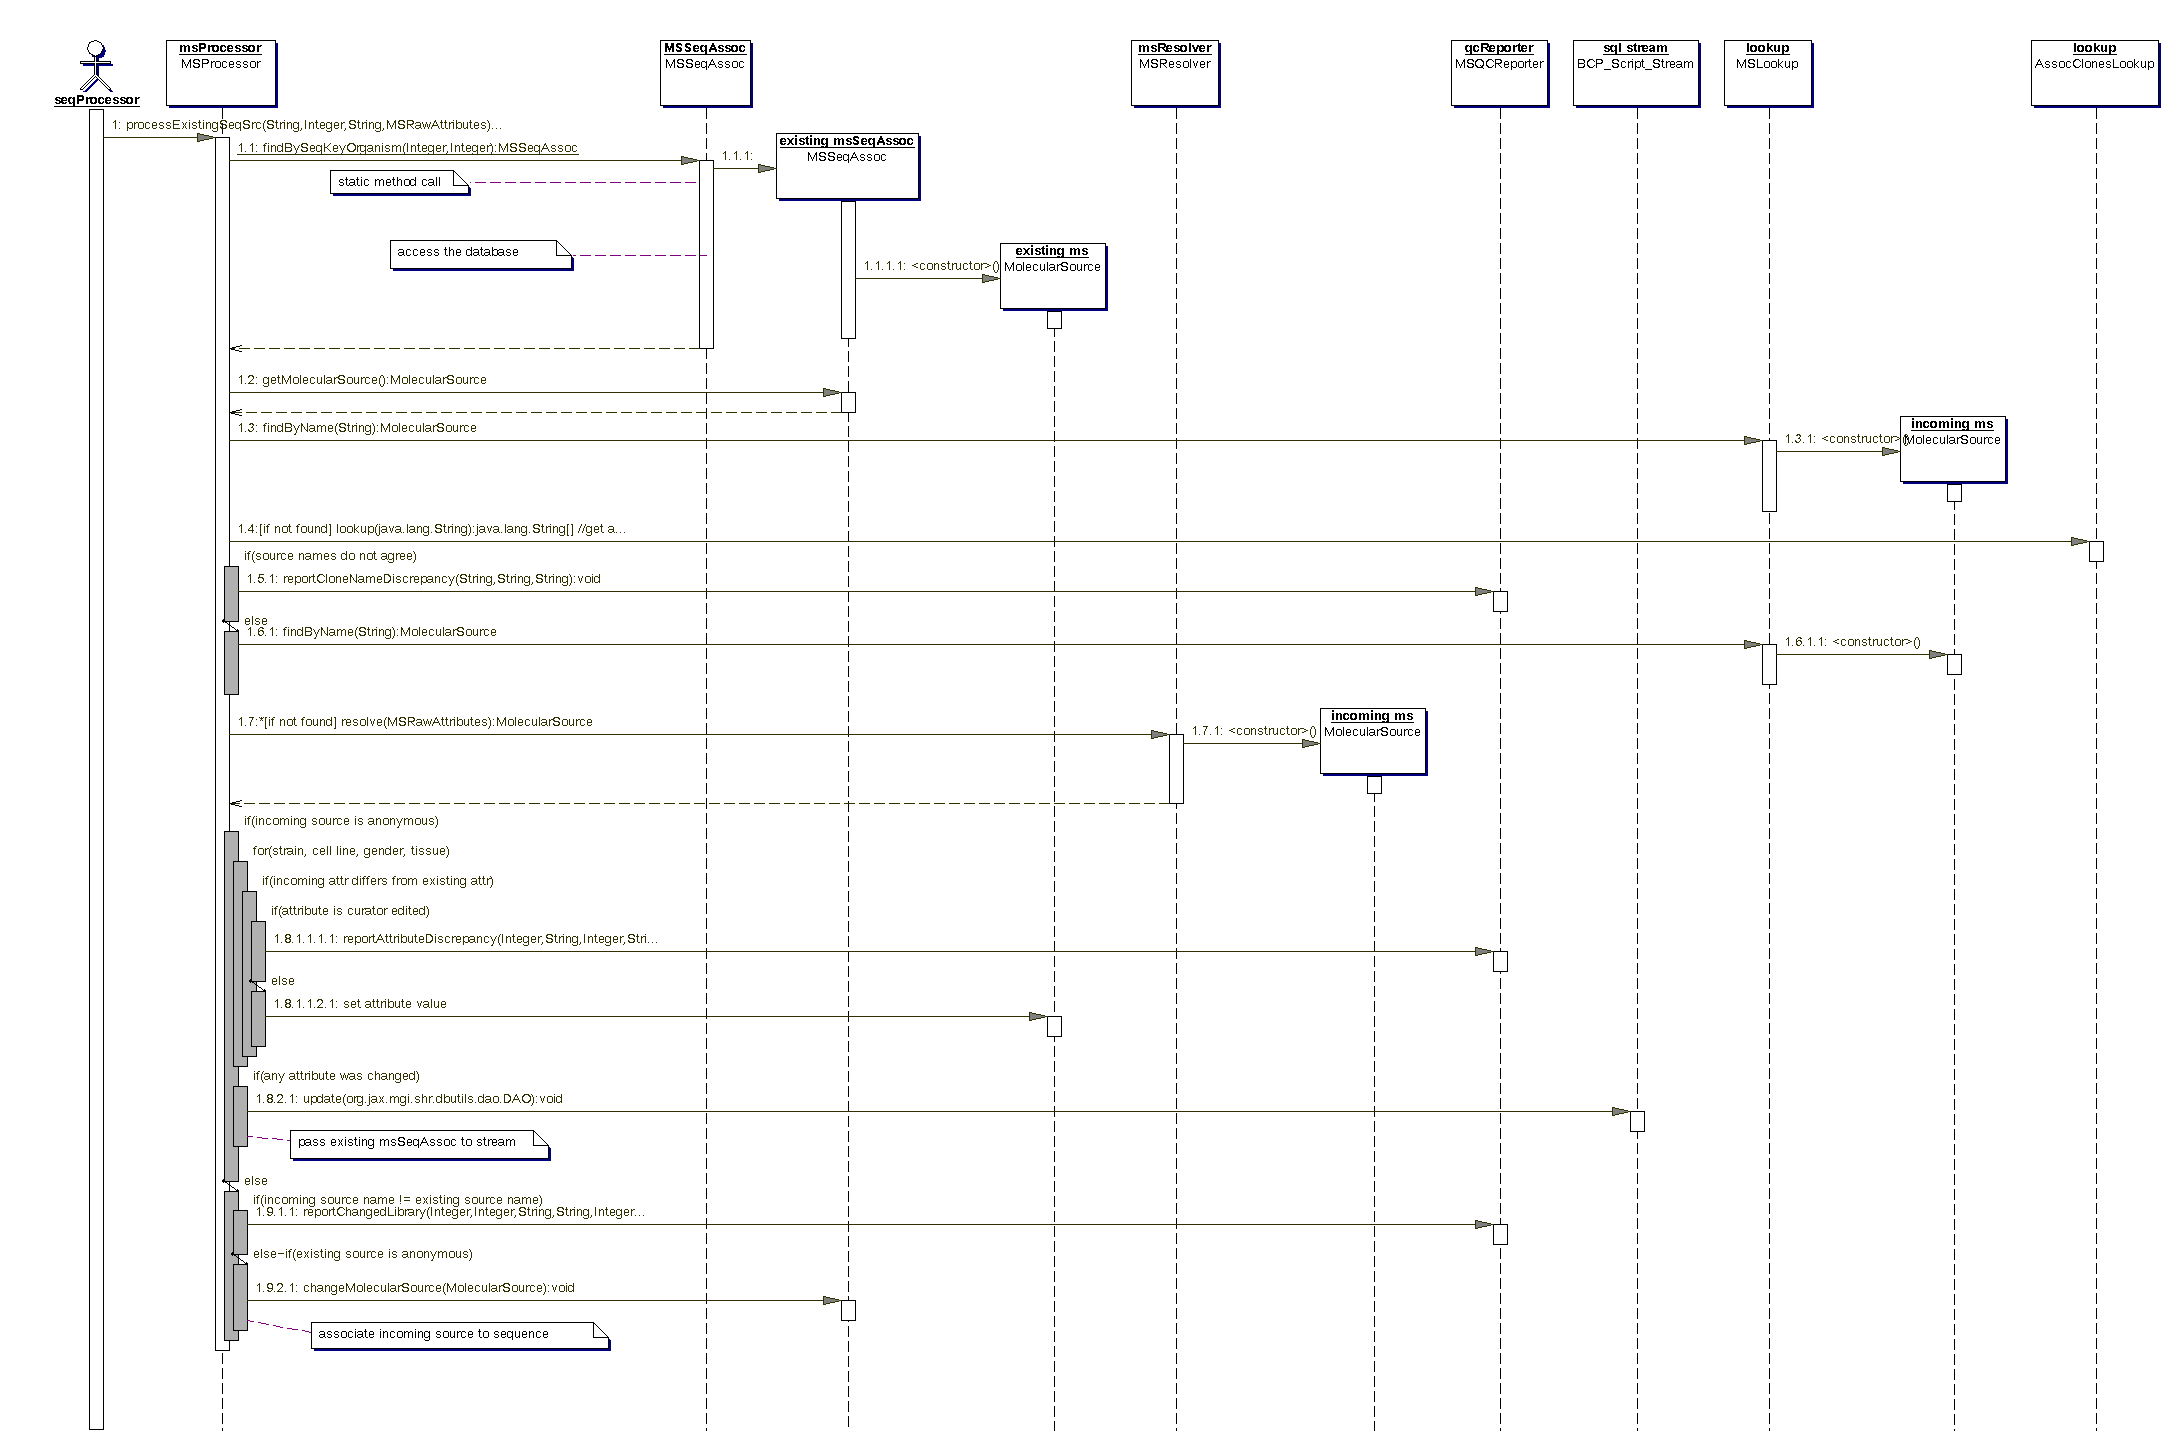 seqProcessor
msProcessor
MSProcessor
MSSeqAssoc
MSSeqAssoc
msResolver
MSResolver
qcReporter
MSQCReporter
sql stream
BCP_Script_Stream
lookup
MSLookup
lookup
AssocClonesLookup
1: processExistingSeqSrc(String,Integer,String,MSRawAttributes)...
1.1: findBySeqKeyOrganism(Integer,Integer):MSSeqAssoc
1.1.1:
existing msSeqAssoc
MSSeqAssoc
static method call
access the database
existing ms
MolecularSource
1.1.1.1: <constructor>()
1.2: getMolecularSource():MolecularSource
1.3: findByName(String):MolecularSource
1.3.1: <constructor>()
incoming ms
MolecularSource
1.4:[if not found] lookup(java.lang.String):java.lang.String[] //get a...
if(source names do not agree)
1.5.1: reportCloneNameDiscrepancy(String,String,String):void
else
1.6.1: findByName(String):MolecularSource
1.6.1.1: <constructor>()
1.7:*[if not found] resolve(MSRawAttributes):MolecularSource
1.7.1: <constructor>()
incoming ms
MolecularSource
if(incoming source is anonymous)
for(strain, cell line, gender, tissue)
if(incoming attr differs from existing attr)
if(attribute is curator edited)
1.8.1.1.1.1: reportAttributeDiscrepancy(Integer,String,Integer,Stri...
else
1.8.1.1.2.1: set attribute value
if(any attribute was changed)
1.8.2.1: update(org.jax.mgi.shr.dbutils.dao.DAO):void
pass existing msSeqAssoc to stream
else
if(incoming source name != existing source name)
1.9.1.1: reportChangedLibrary(Integer,Integer,String,String,Integer...
else-if(existing source is anonymous)
1.9.2.1: changeMolecularSource(MolecularSource):void
associate incoming source to sequence